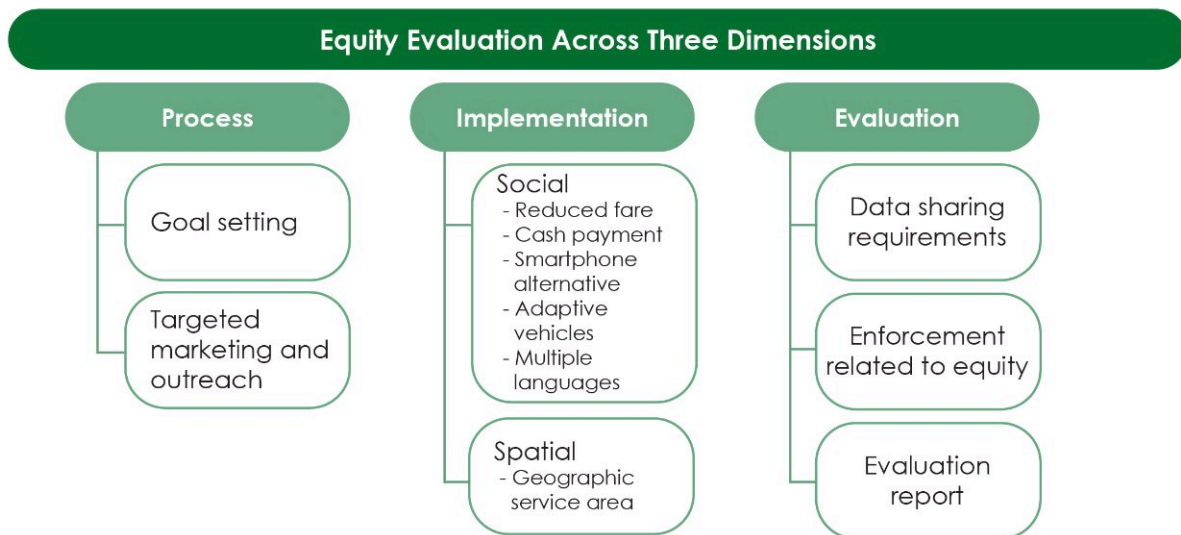 Equity Evaluation Across Three Dimensions
Process
Goal setting
Targeted
marketing and
outreach
Implementation
Social
- Reduced fare
- Cash payment
- Smartphone
alternative
- Adaptive
vehicles
- Multiple
languages
Spatial
- Geographic
service area
Evaluation
Data sharing
requirements
Enforcement
related to equity
Evaluation
report